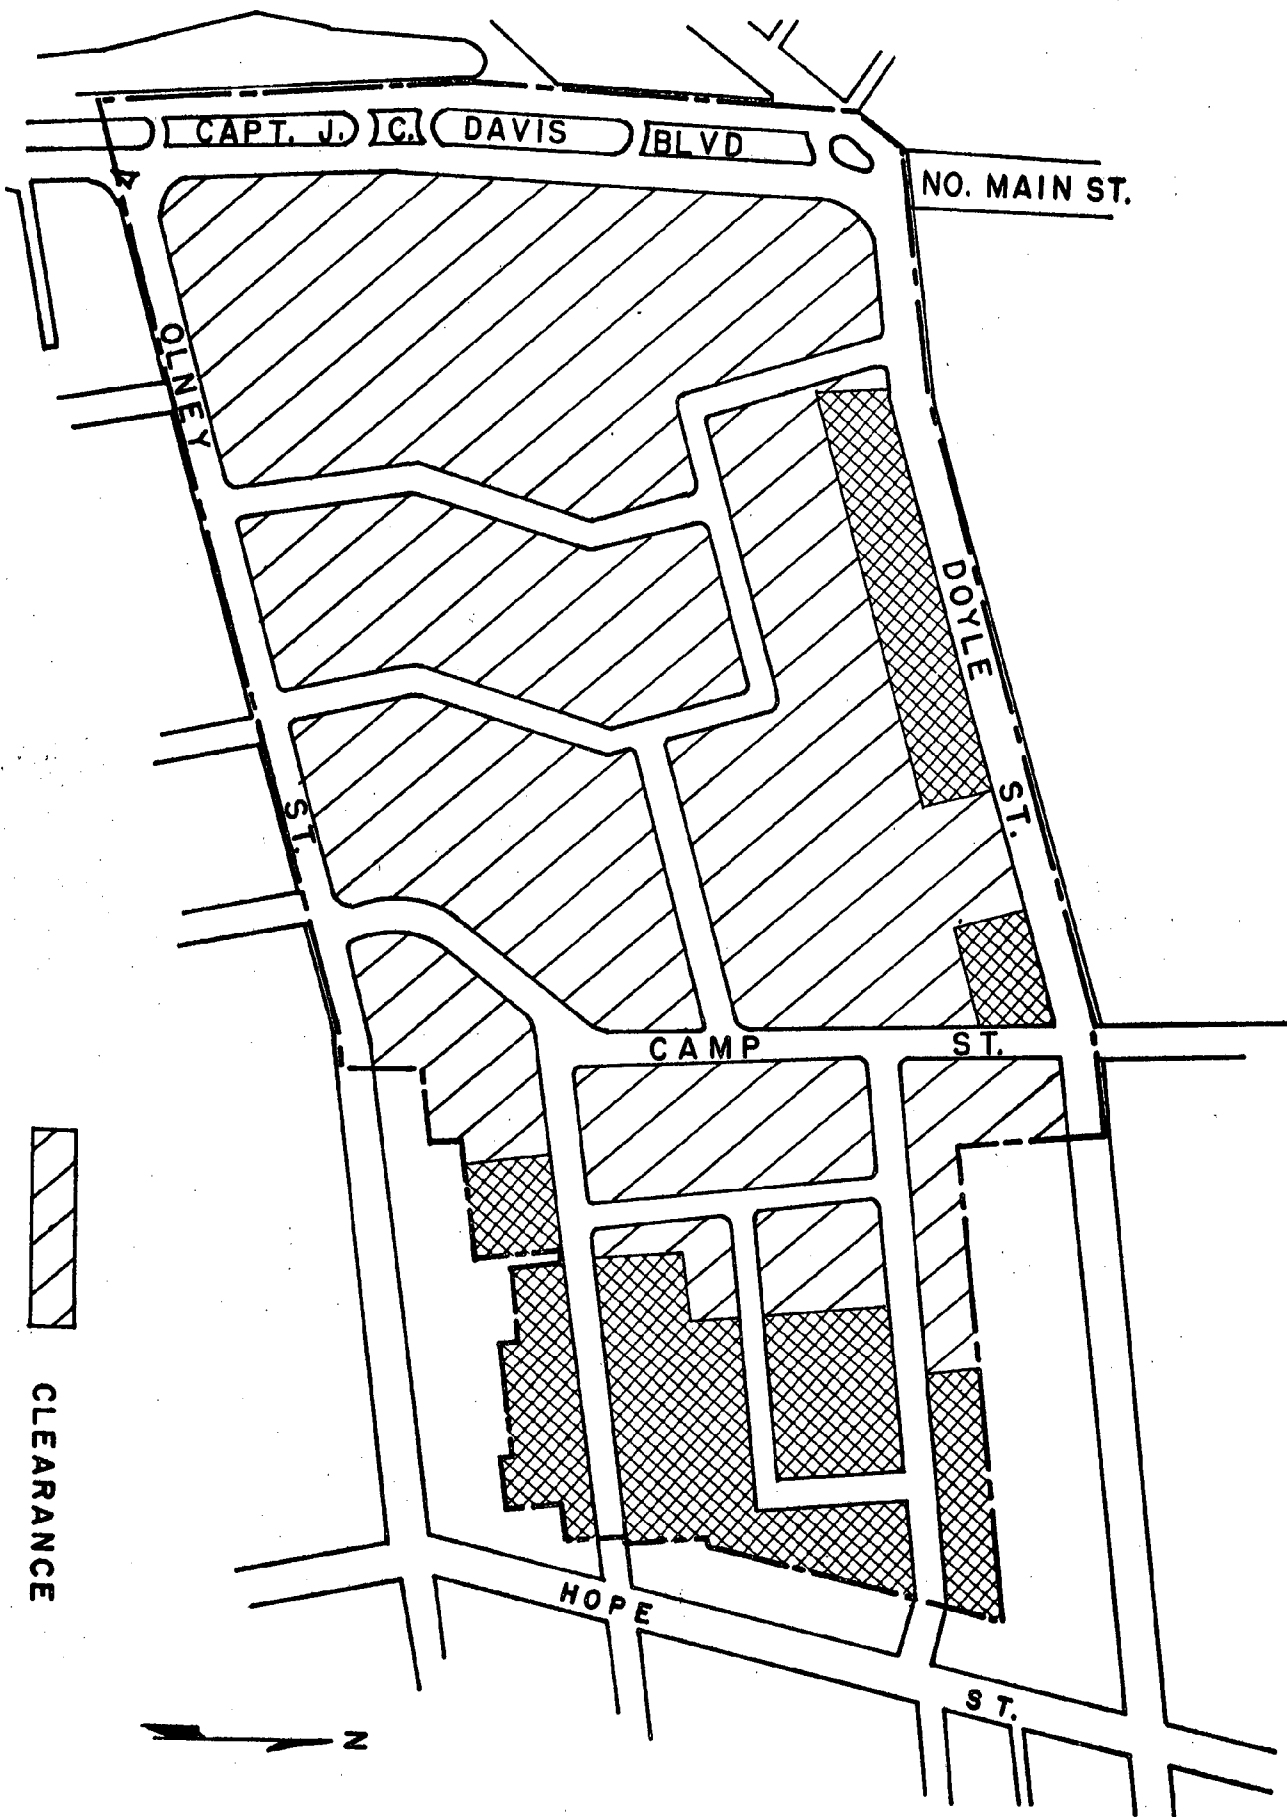 CAPT. J. C. DAVIS BLVD
NO. MAIN ST.
OLNEY ST.
DOYLE ST.
CAMP ST.
HOPE ST.
CLEARANCE
N